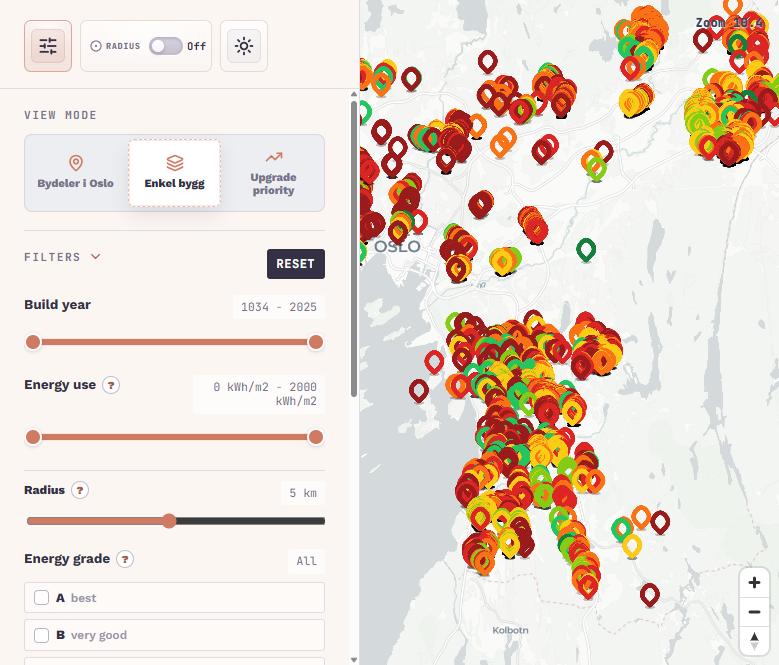 RADIUS Off
VIEW MODE
Bydeler i Oslo
Enkel bygg
Upgrade
priority
FILTERS
RESET
Build year
1034 - 2025
Energy use ?
0 kWh/m2 - 2000
kWh/m2
Radius ?
5 km
Energy grade ?
All
A best
B very good
Zoom 10.4
OSLO
Kolbotn